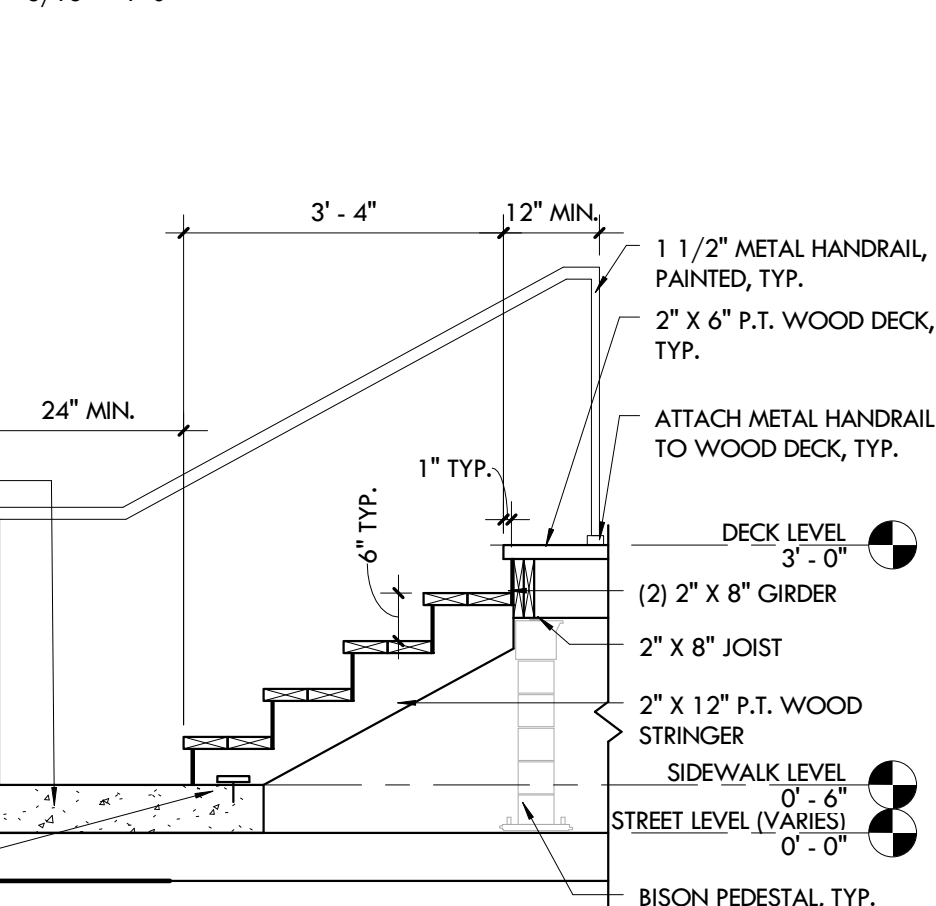 3' - 4"
12" MIN.
1 1/2" METAL HANDRAIL,
PAINTED, TYP.
2" X 6" P.T. WOOD DECK,
TYP.
24" MIN.
ATTACH METAL HANDRAIL
TO WOOD DECK, TYP.
1" TYP.
6" TYP.
DECK LEVEL
3' - 0"
(2) 2" X 8" GIRDER
2" X 8" JOIST
2" X 12" P.T. WOOD
STRINGER
SIDEWALK LEVEL
0' - 6"
STREET LEVEL (VARIES)
0' - 0"
BISON PEDESTAL, TYP.